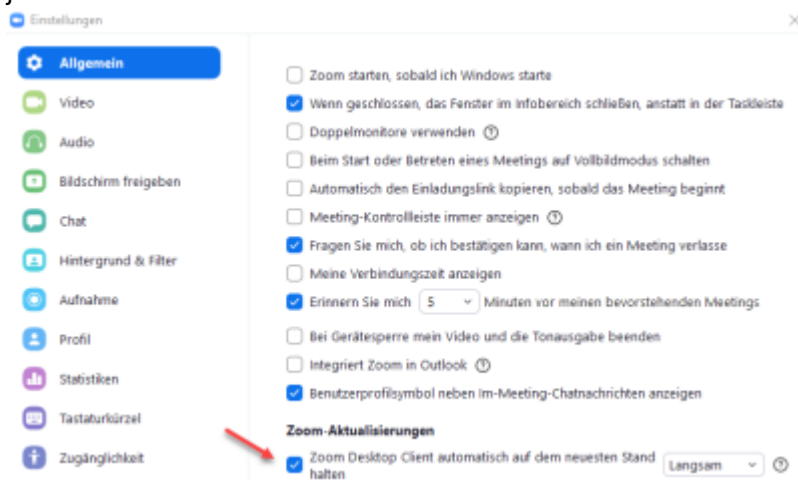 Einstellungen
Allgemein
Video
Audio
Bildschirm freigeben
Chat
Hintergrund & Filter
Aufnahme
Profil
Statistiken
Tastaturkürzel
Zugänglichkeit
Zoom starten, sobald ich Windows starte
Wenn geschlossen, das Fenster im Infobereich schließen, anstatt in der Taskleiste
Doppelmonitore verwenden
Beim Start oder Betreten eines Meetings auf Vollbildmodus schalten
Automatisch den Einladungslink kopieren, sobald das Meeting beginnt
Meeting-Kontrollleiste immer anzeigen
Fragen Sie mich, ob ich bestätigen kann, wann ich ein Meeting verlasse
Meine Verbindungszeit anzeigen
Erinnern Sie mich 5 Minuten vor meinen bevorstehenden Meetings
Bei Gerätesperre mein Video und die Tonausgabe beenden
Integriert Zoom in Outlook
Benutzerprofilsymbol neben Im-Meeting-Chatnachrichten anzeigen
Zoom-Aktualisierungen
Zoom Desktop Client automatisch auf dem neuesten Stand
halten
Langsam